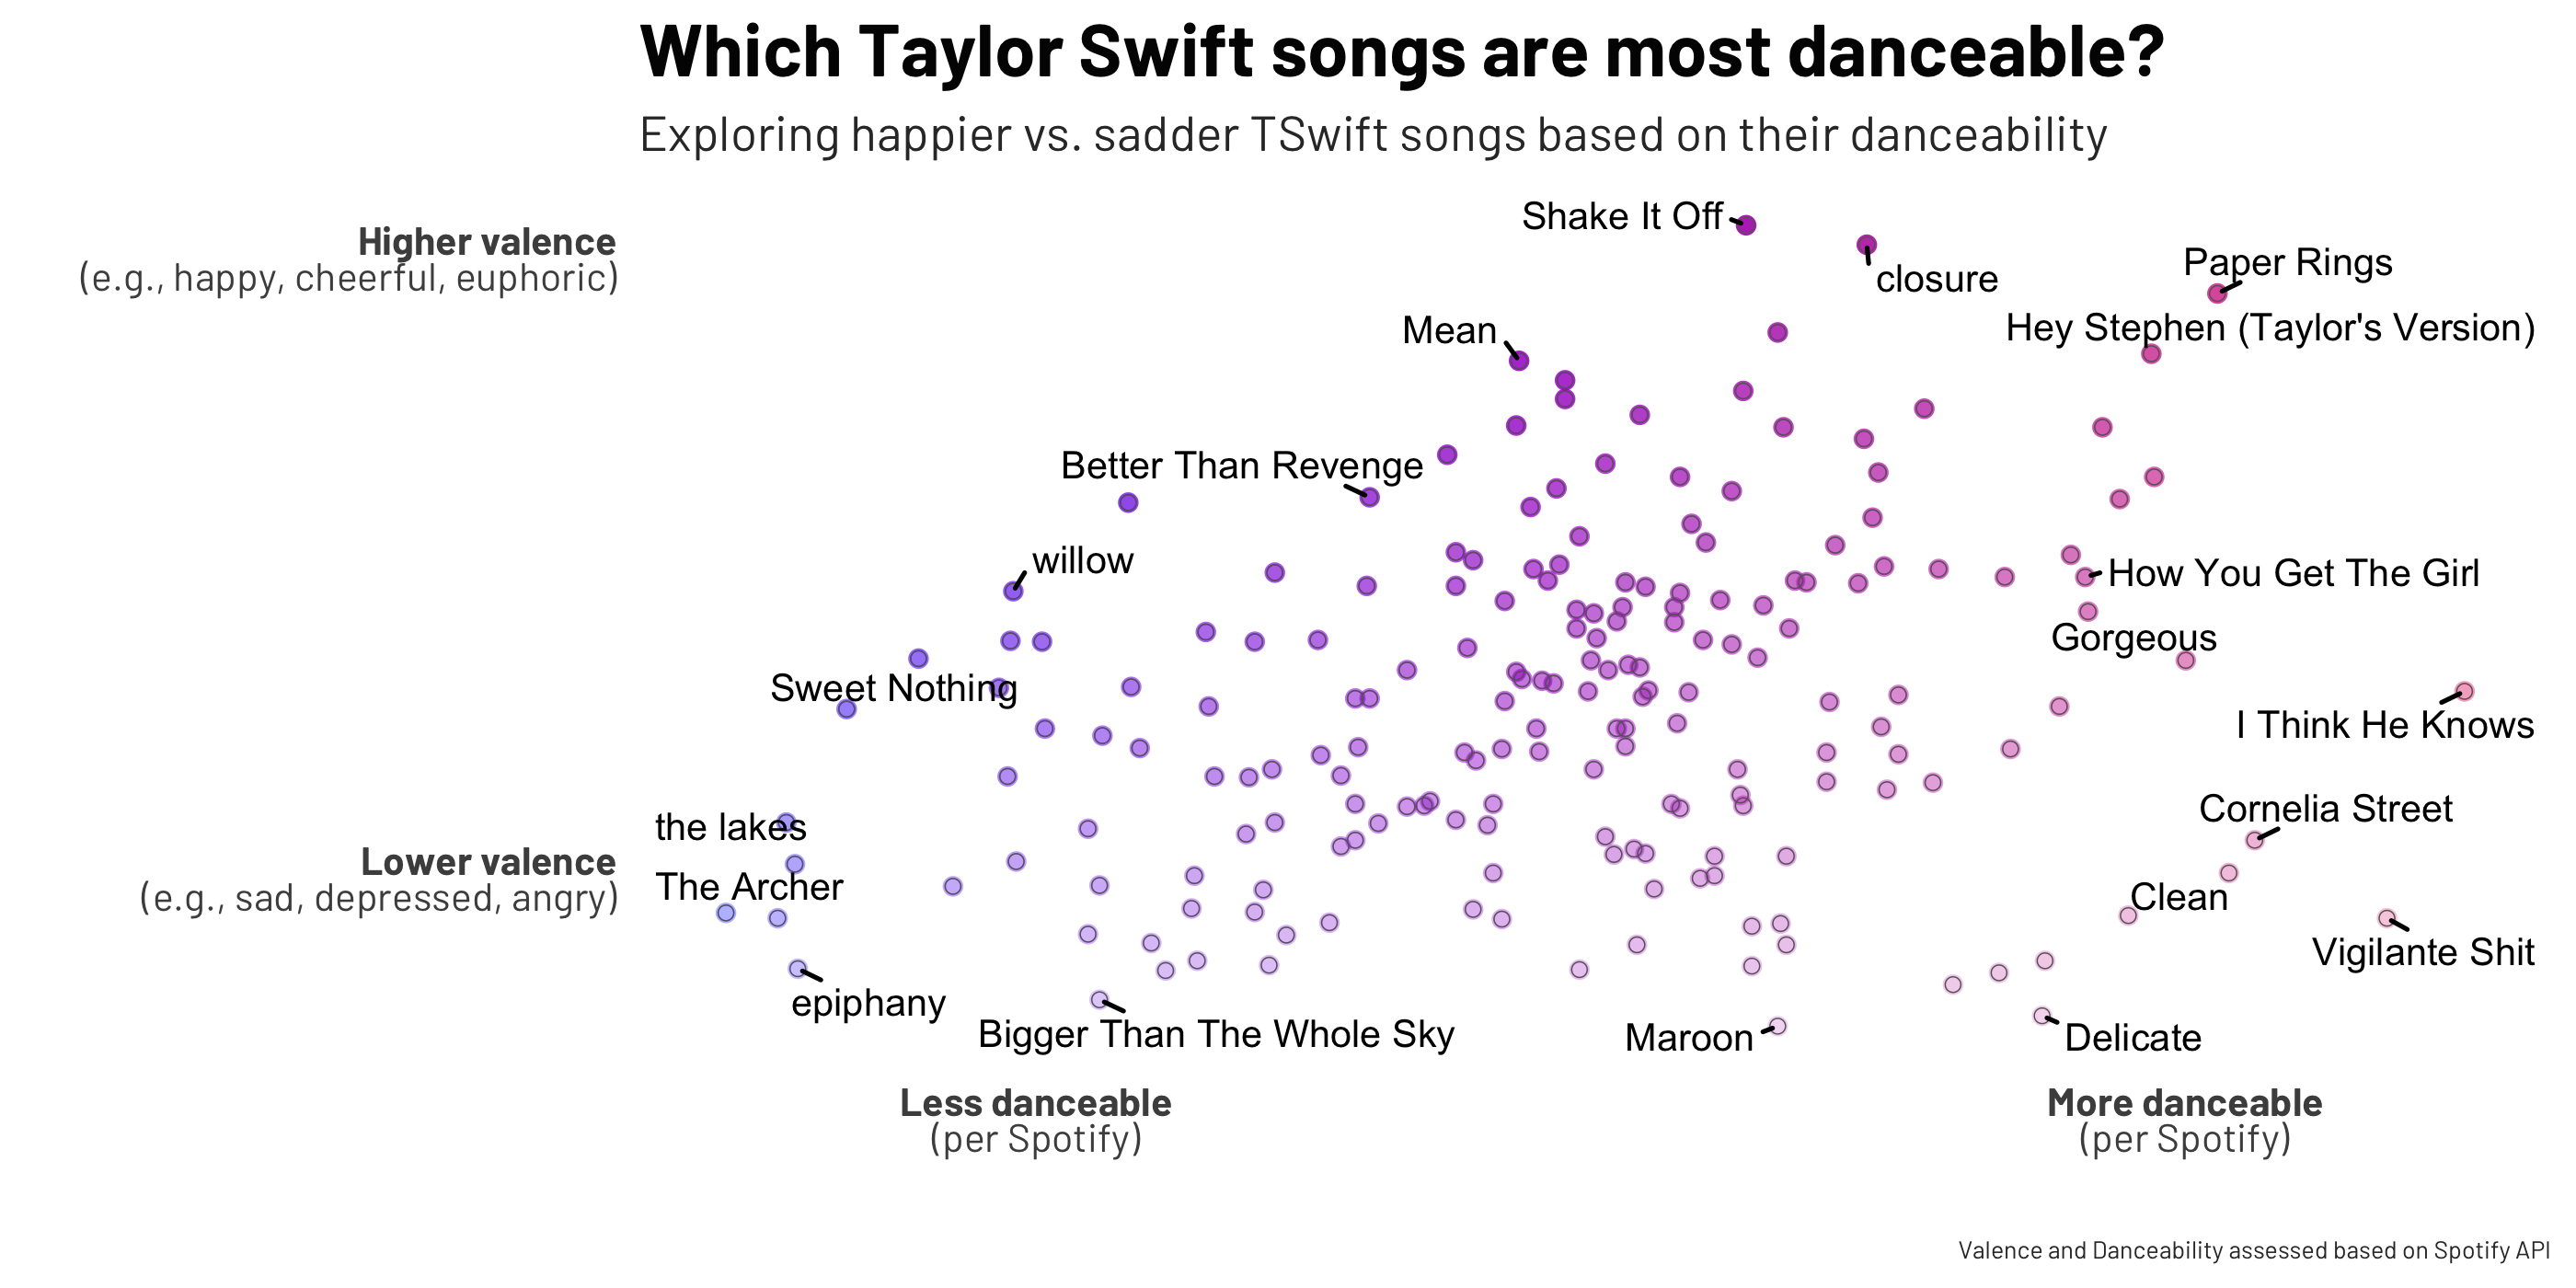 Which Taylor Swift songs are most danceable?
Exploring happier vs. sadder TSwift songs based on their danceability
Shake It Off
Higher valence
(e.g., happy, cheerful, euphoric)
closure
Paper Rings
Mean
Hey Stephen (Taylor's Version)
Better Than Revenge
willow
How You Get The Girl
Gorgeous
Sweet Nothing
I Think He Knows
Cornelia Street
the lakes
Lower valence
(e.g., sad, depressed, angry)
The Archer
Clean
Vigilante Shit
epiphany
Bigger Than The Whole Sky
Maroon
Delicate
Less danceable
(per Spotify)
More danceable
(per Spotify)
Valence and Danceability assessed based on Spotify API